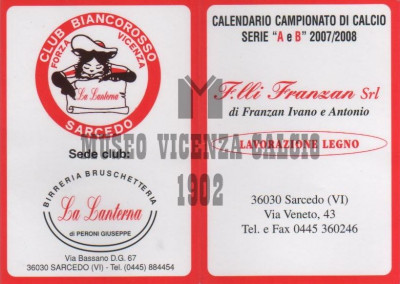 CLUB BIANCOROSSO
FORZA VICENZA
La Lanterna
SARCEDO
Sede club:
BIRRERIA BRUSCHETTERIA
La Lanterna
di PERONI GIUSEPPE
Via Bassano D.G. 67
36030 SARCEDO (VI) - Tel. (0445) 884454
CALENDARIO CAMPIONATO DI CALCIO
SERIE "A e B" 2007/2008
F.lli Franzan Srl
di Franzan Ivano e Antonio
LAVORAZIONE LEGNO
36030 Sarcedo (VI)
Via Veneto, 43
Tel. e Fax 0445 360246
M
MUSEO VICENZA CALCIO
1902